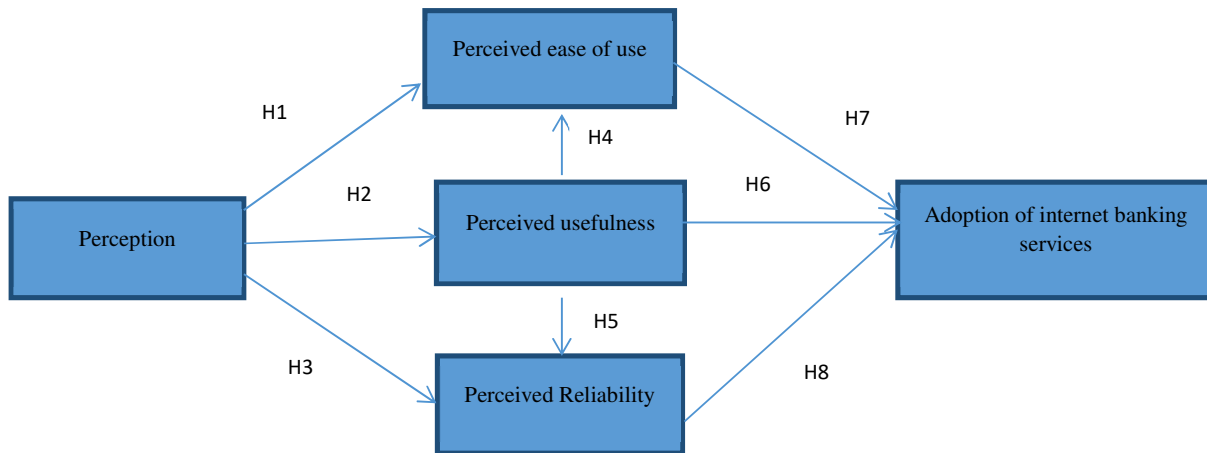 Perceived ease of use
H1
H7
H4
H2
H6
Perception
Perceived usefulness
Adoption of internet banking
services
H5
H3
H8
Perceived Reliability